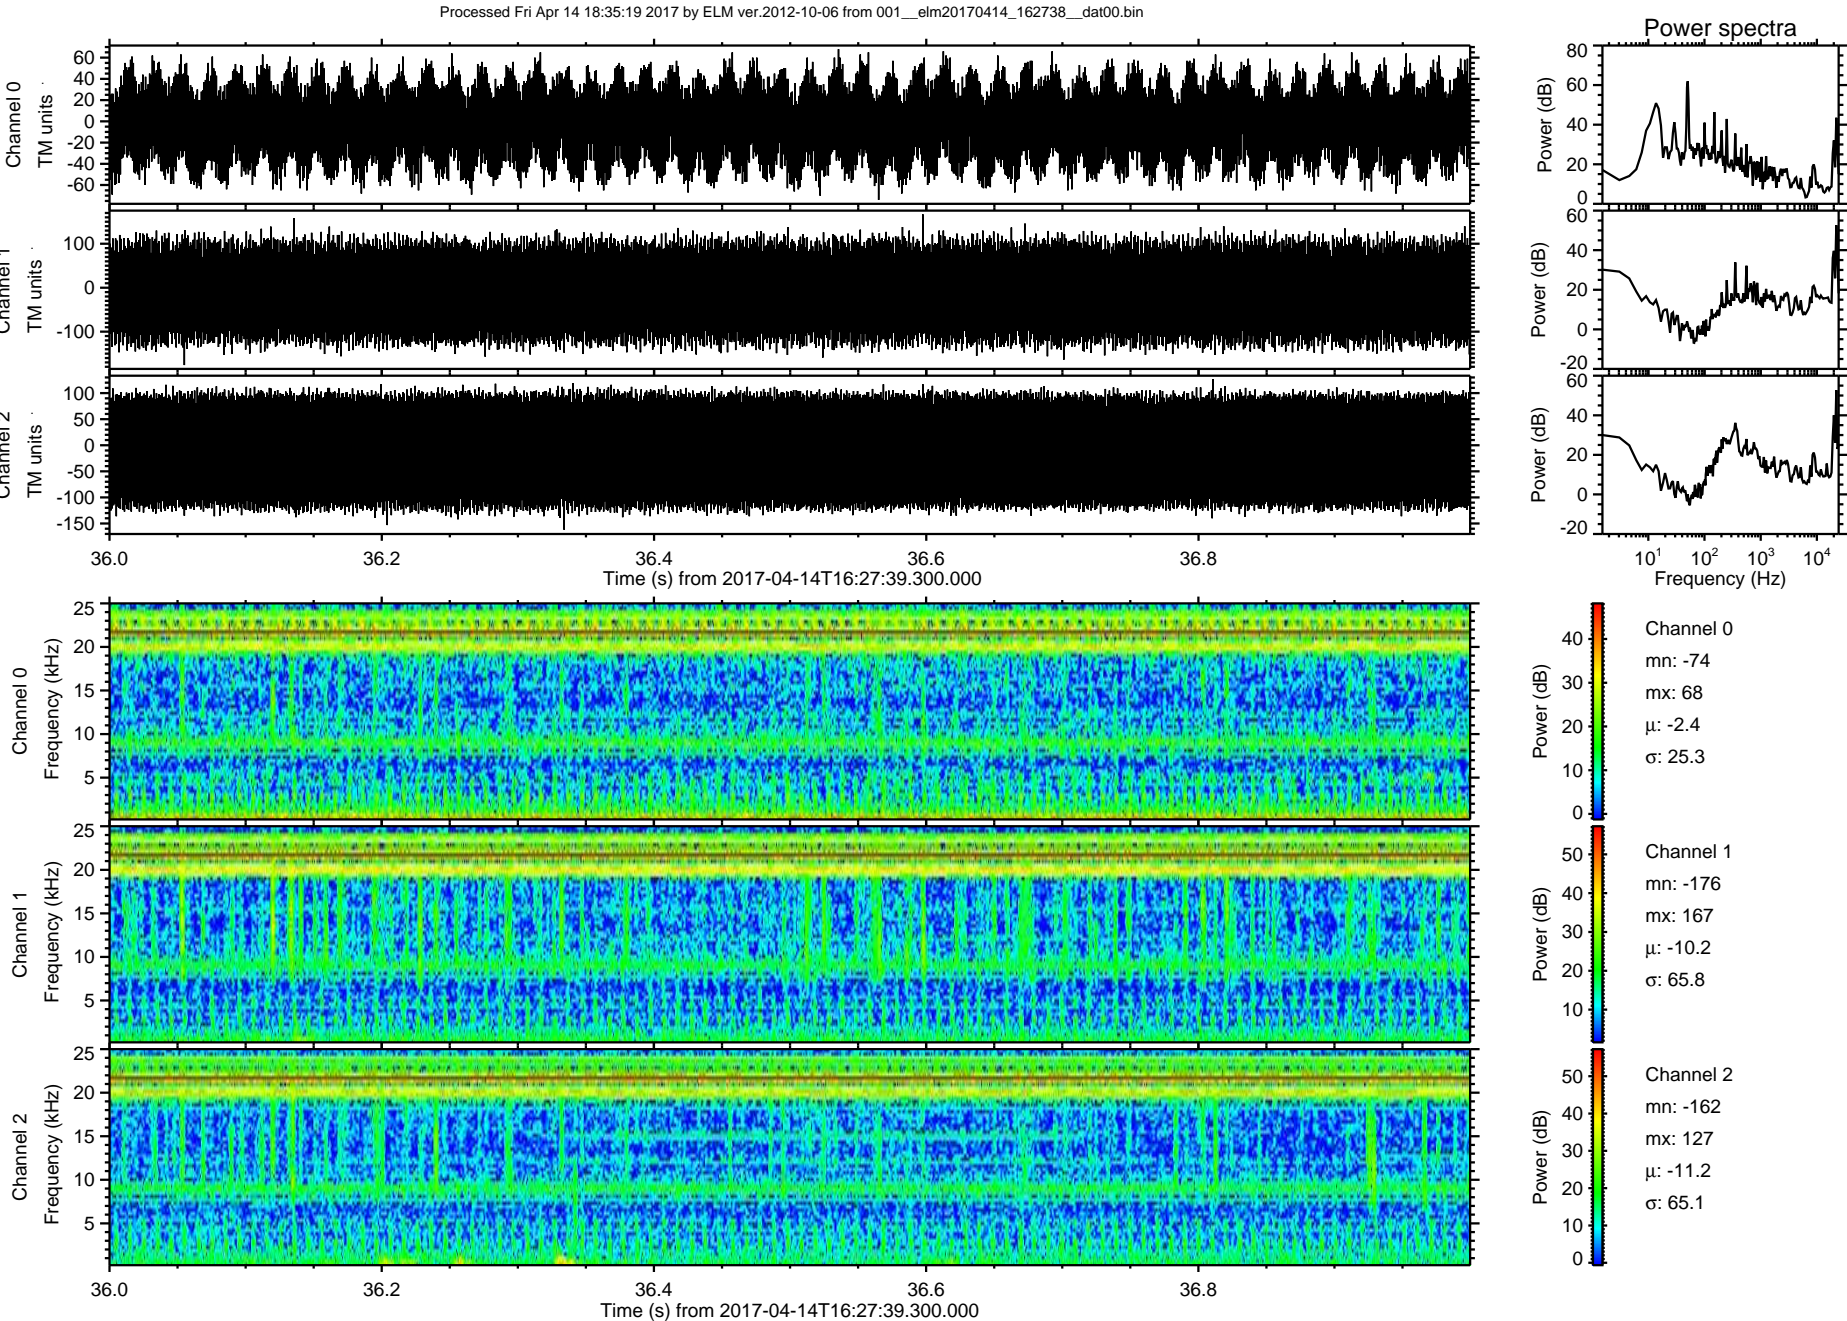 Processed Fri Apr 14 18:35:19 2017 by ELM ver.2012-10-06 from 001__elm20170414_162738__dat00.bin
Power spectra
Channel 0
TM units
60
40
20
0
-20
-40
-60
Power (dB)
80
60
40
20
0
Channel 1
TM units
100
0
-100
Power (dB)
60
40
20
0
-20
Channel 2
TM units
100
50
0
-50
-100
-150
Power (dB)
60
40
20
0
-20
36.0 36.2 36.4 36.6 36.8
Time (s) from 2017-04-14T16:27:39.300.000
10^1 10^2 10^3 10^4
Frequency (Hz)
Channel 0
Frequency (kHz)
25
20
15
10
5
Power (dB)
40
30
20
10
0
Channel 0
mn: -74
mx: 68
μ: -2.4
σ: 25.3
Channel 1
Frequency (kHz)
25
20
15
10
5
Power (dB)
50
40
30
20
10
Channel 1
mn: -176
mx: 167
μ: -10.2
σ: 65.8
Channel 2
Frequency (kHz)
25
20
15
10
5
Power (dB)
50
40
30
20
10
0
Channel 2
mn: -162
mx: 127
μ: -11.2
σ: 65.1
36.0 36.2 36.4 36.6 36.8
Time (s) from 2017-04-14T16:27:39.300.000